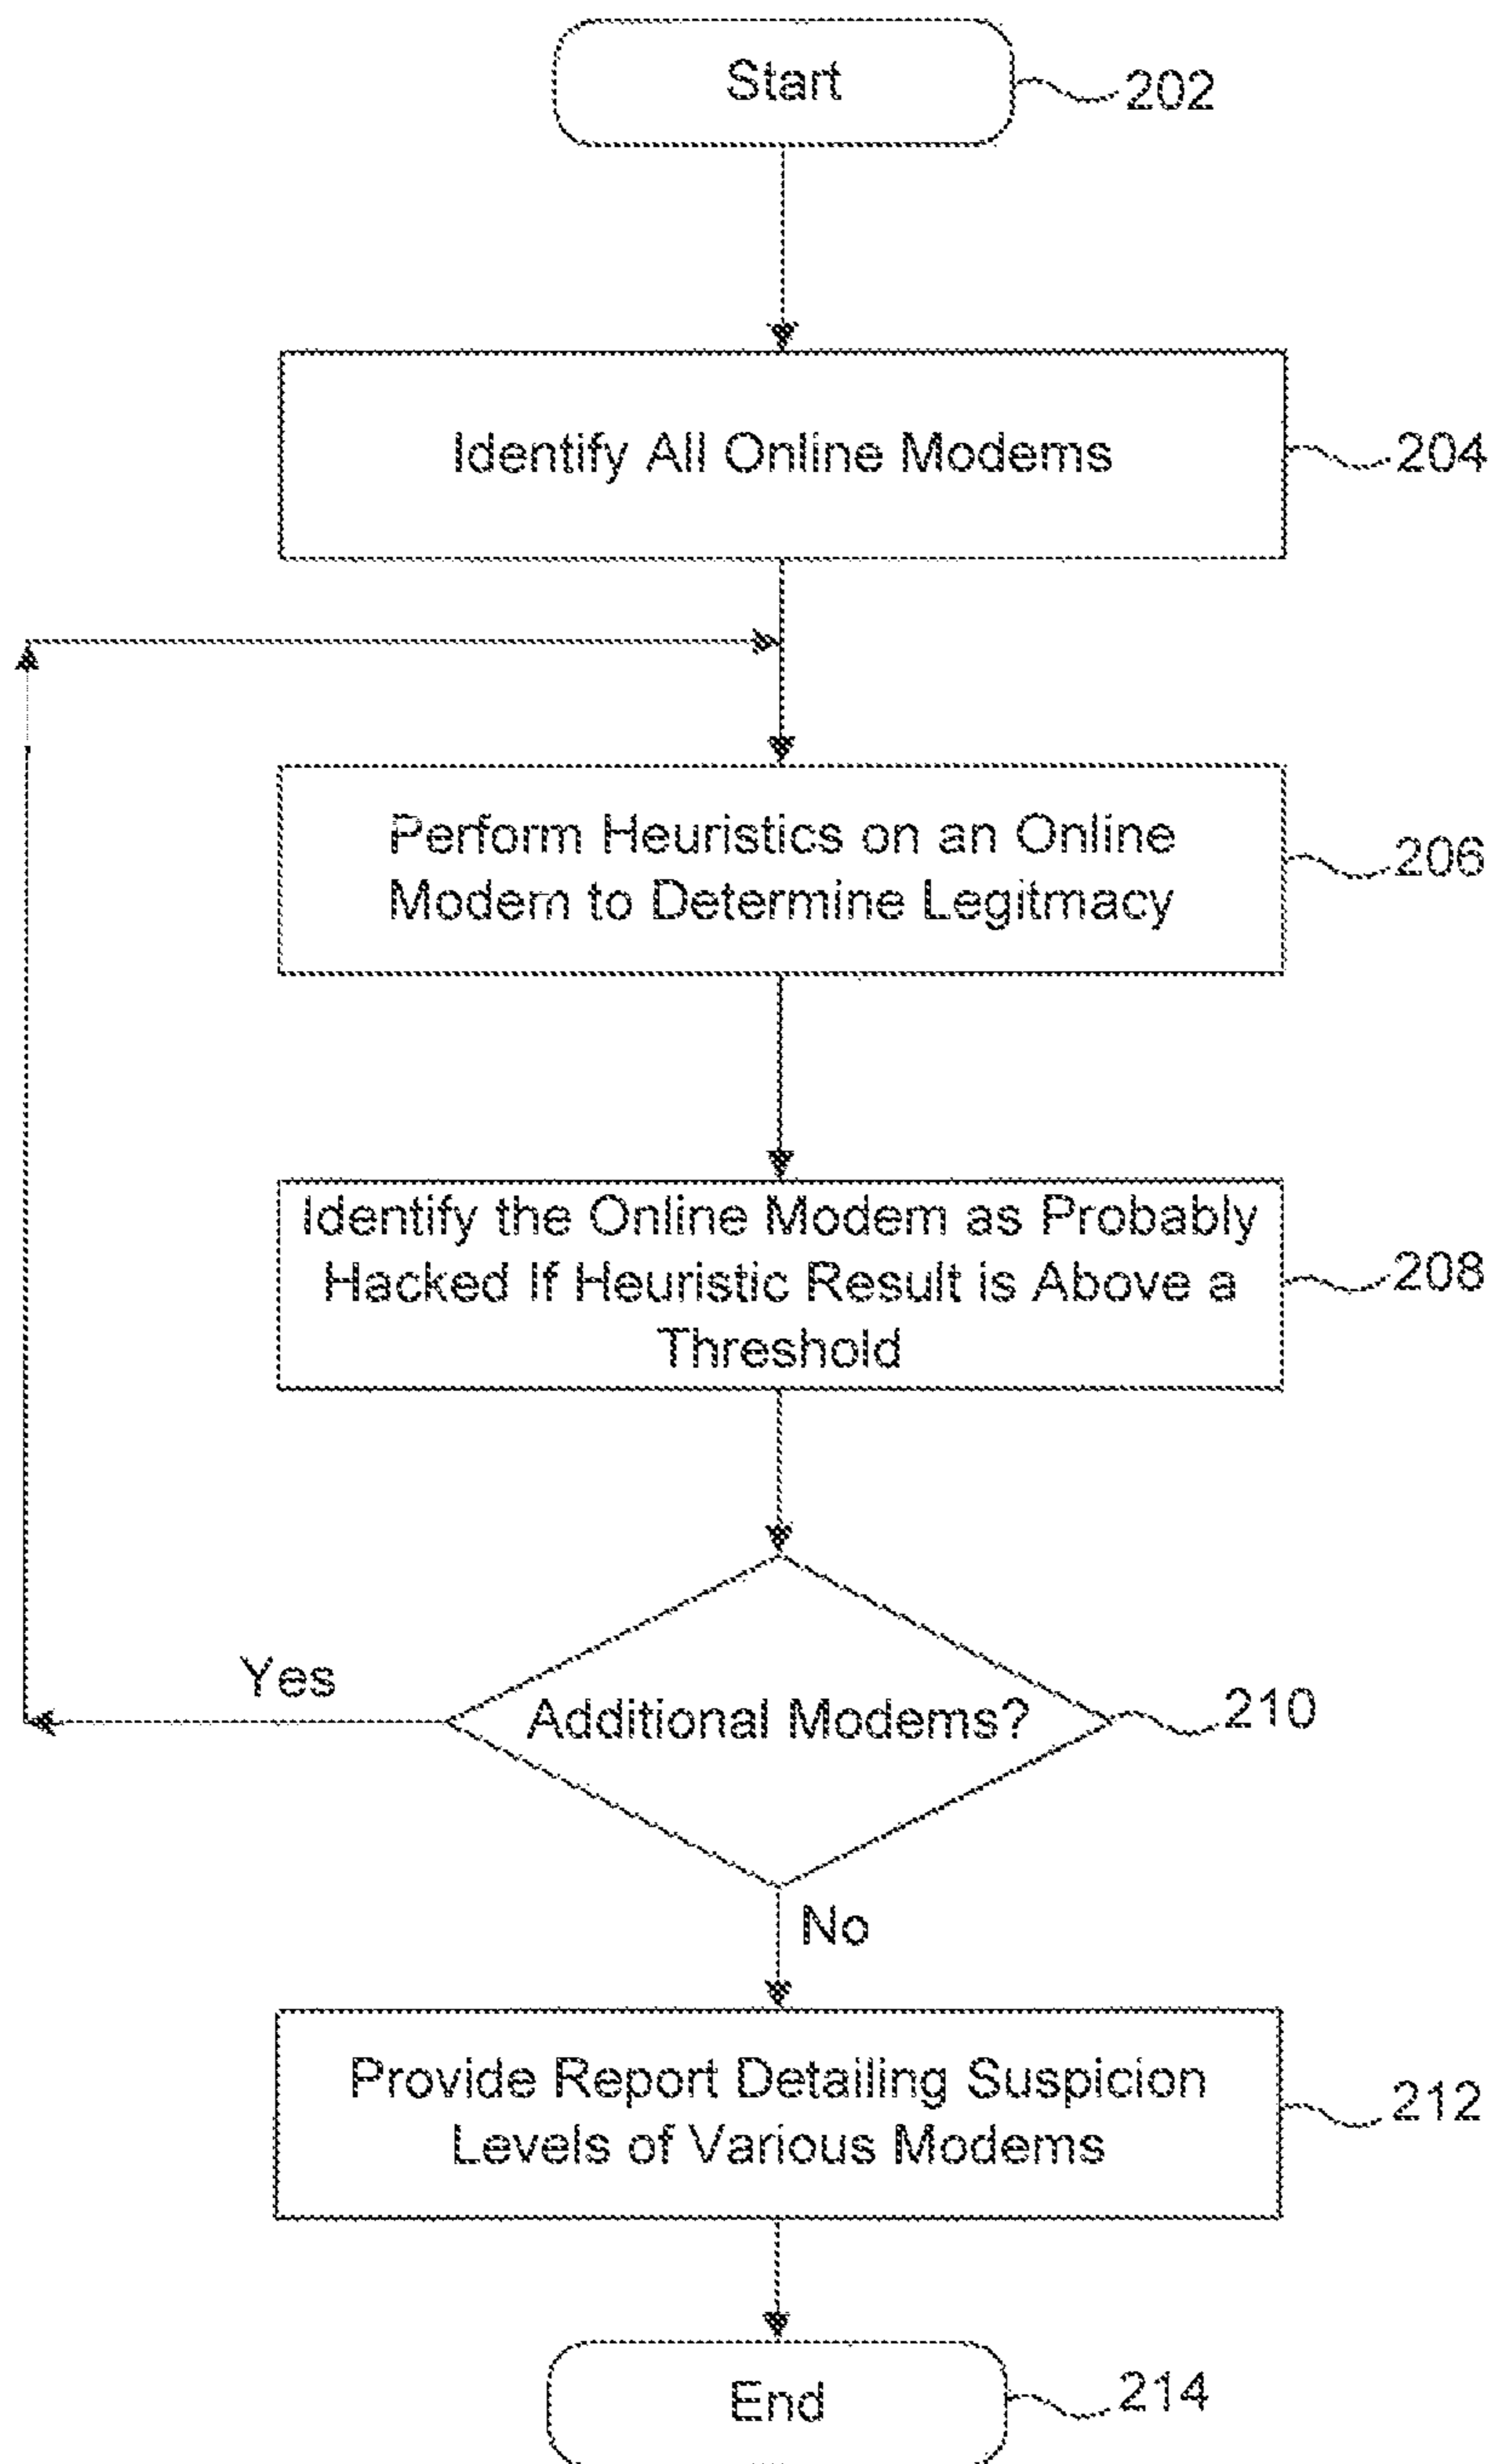 Start
202
Identify All Online Modems
204
Perform Heuristics on an Online
Modem to Determine Legitmacy
206
Identify the Online Modem as Probably
Hacked If Heuristic Result is Above a
Threshold
208
Yes
Additional Modems?
210
No
Provide Report Detailing Suspicion
Levels of Various Modems
212
End
214